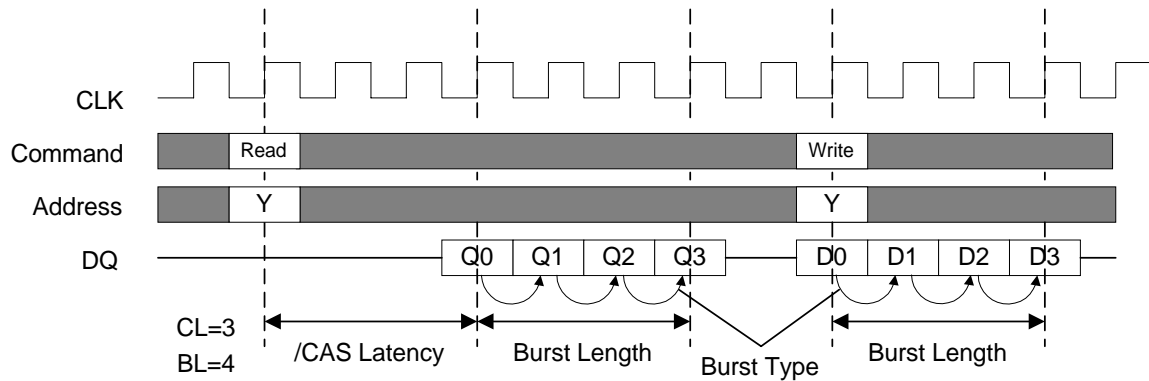 CLK
Command Read Write
Address Y Y
DQ Q0 Q1 Q2 Q3 D0 D1 D2 D3
CL=3
BL=4
/CAS Latency Burst Length Burst Type Burst Length